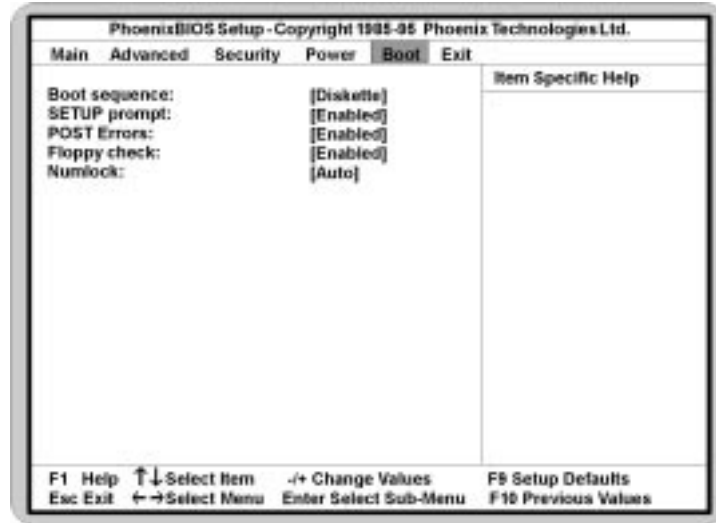 PhoenixBIOS Setup - Copyright 1985-95 Phoenix Technologies Ltd.
Main Advanced Security Power Boot Exit
Item Specific Help
Boot sequence: [Diskette]
SETUP prompt: [Enabled]
POST Errors: [Enabled]
Floppy check: [Enabled]
Numlock: [Auto]
F1 Help ↑↓Select Item -/+ Change Values F9 Setup Defaults
Esc Exit ←→Select Menu Enter Select Sub-Menu F10 Previous Values